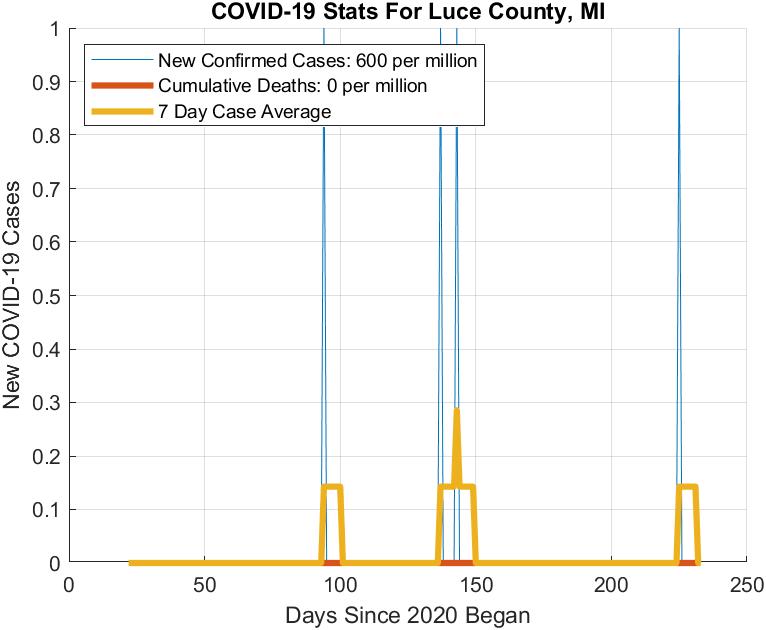 COVID-19 Stats For Luce County, MI
New Confirmed Cases: 600 per million
Cumulative Deaths: 0 per million
7 Day Case Average
New COVID-19 Cases
1
0.9
0.8
0.7
0.6
0.5
0.4
0.3
0.2
0.1
0
0 50 100 150 200 250
Days Since 2020 Began